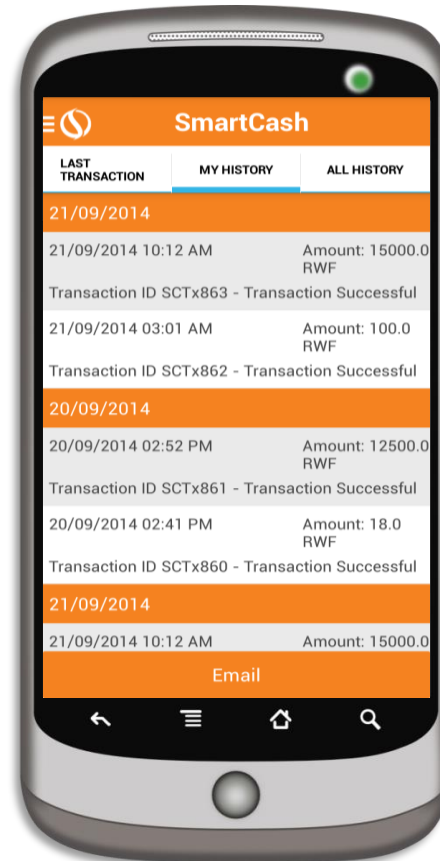 SmartCash
LAST
TRANSACTION
MY HISTORY
ALL HISTORY
21/09/2014
21/09/2014 10:12 AM
Amount: 15000.0
RWF
Transaction ID SCTx863 - Transaction Successful
21/09/2014 03:01 AM
Amount: 100.0
RWF
Transaction ID SCTx862 - Transaction Successful
20/09/2014
20/09/2014 02:52 PM
Amount: 12500.0
RWF
Transaction ID SCTx861 - Transaction Successful
20/09/2014 02:41 PM
Amount: 18.0
RWF
Transaction ID SCTx860 - Transaction Successful
21/09/2014
21/09/2014 10:12 AM
Amount: 15000.0
Email